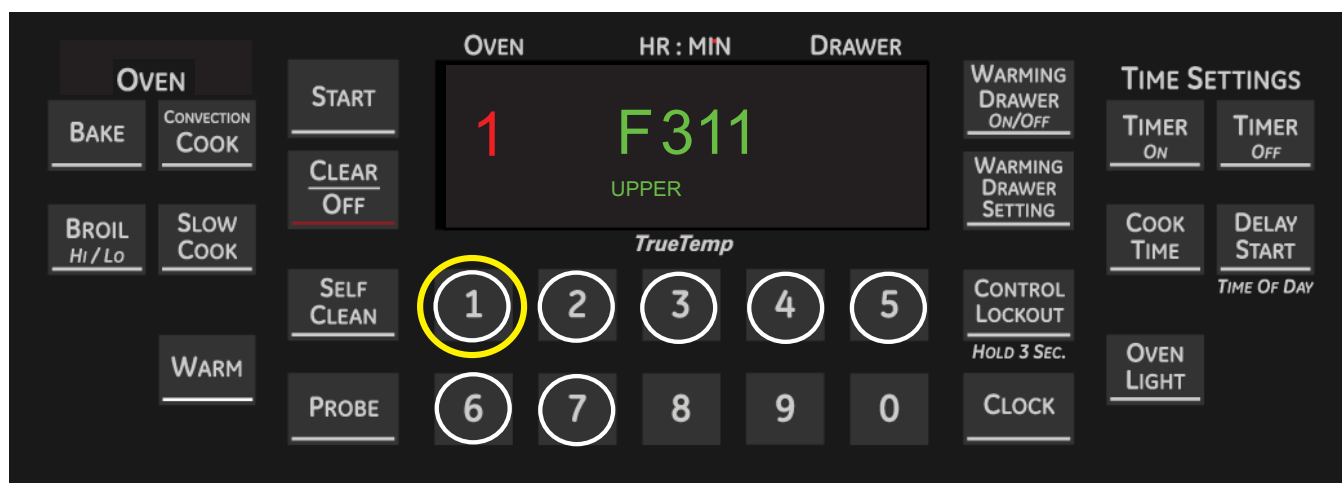 OVEN HR : MIN DRAWER
OVEN
BAKE
CONVECTION
COOK
BROIL
HI / LO
SLOW
COOK
WARM
START
CLEAR
OFF
SELF
CLEAN
PROBE
1 F311
UPPER
TrueTemp
1 2 3 4 5
6 7 8 9 0
WARMING
DRAWER
ON/OFF
WARMING
DRAWER
SETTING
CONTROL
LOCKOUT
HOLD 3 SEC.
CLOCK
TIME SETTINGS
TIMER
ON
TIMER
OFF
COOK
TIME
DELAY
START
TIME OF DAY
OVEN
LIGHT